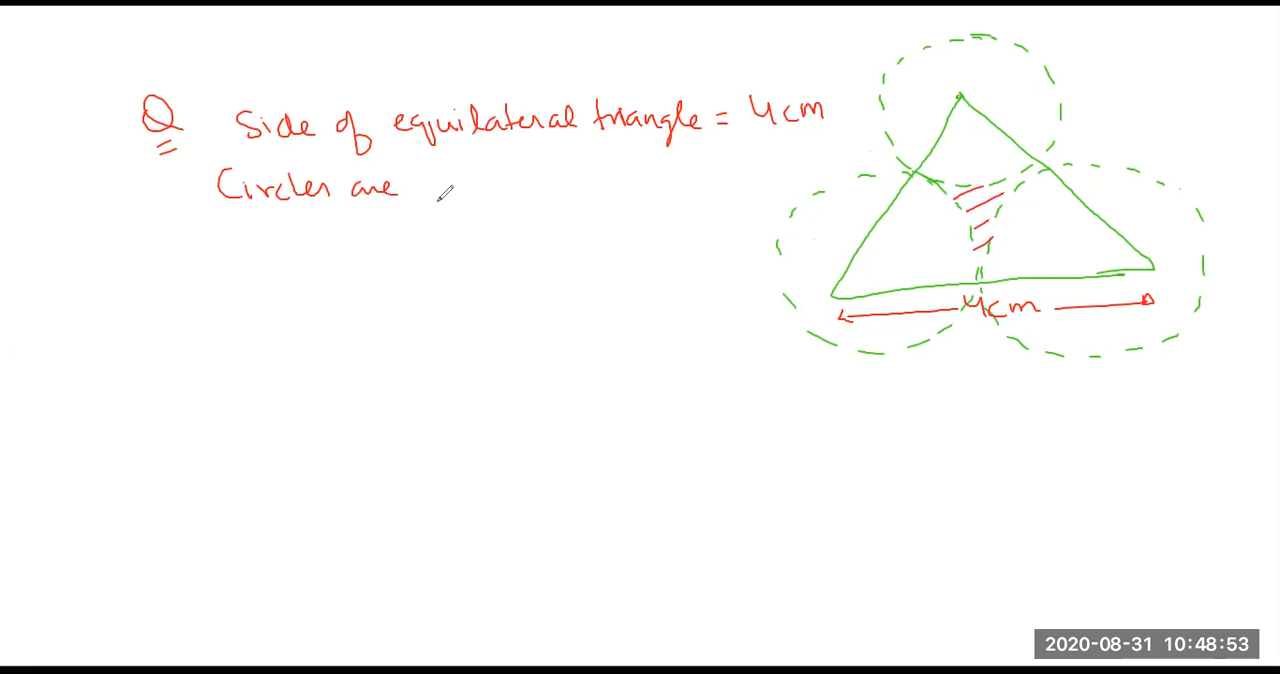 Q Side of equilateral triangle = 4cm
Circles are
4cm
2020-08-31 10:48:53